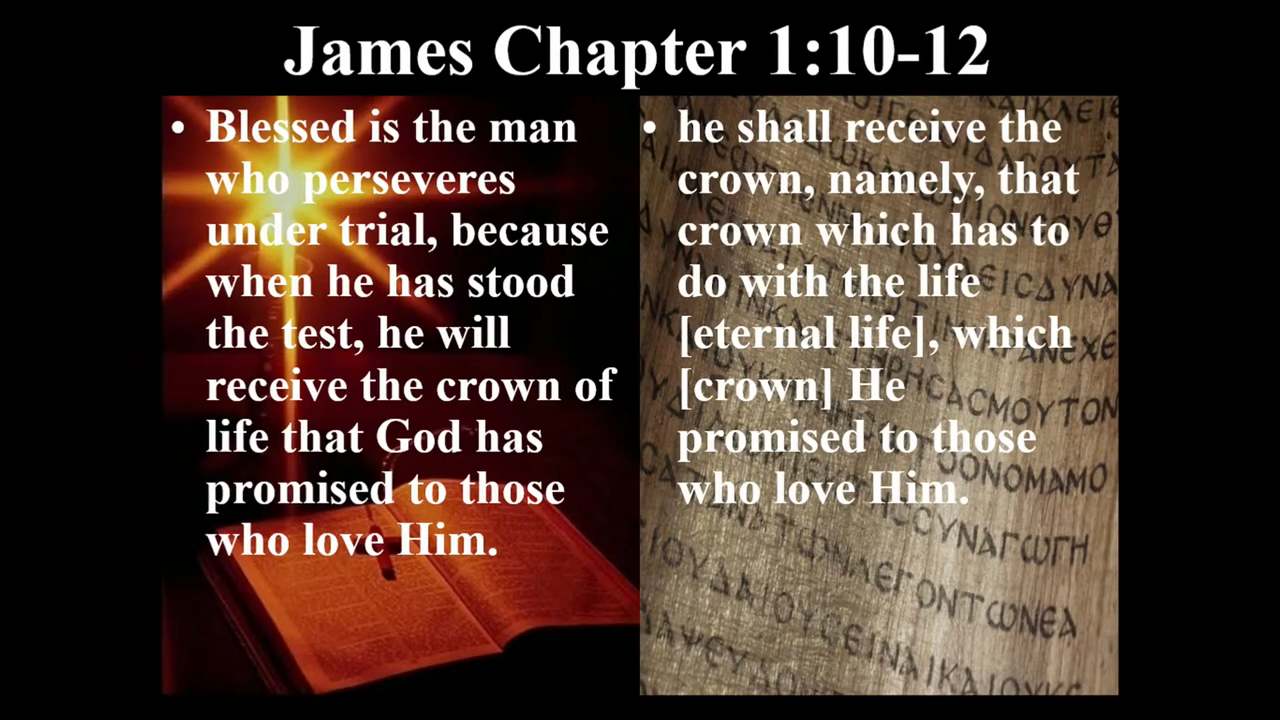 James Chapter 1:10-12
• Blessed is the man
who perseveres
under trial, because
when he has stood
the test, he will
receive the crown of
life that God has
promised to those
who love Him.
• he shall receive the
crown, namely, that
crown which has to
do with the life
[eternal life], which
[crown] He
promised to those
who love Him.